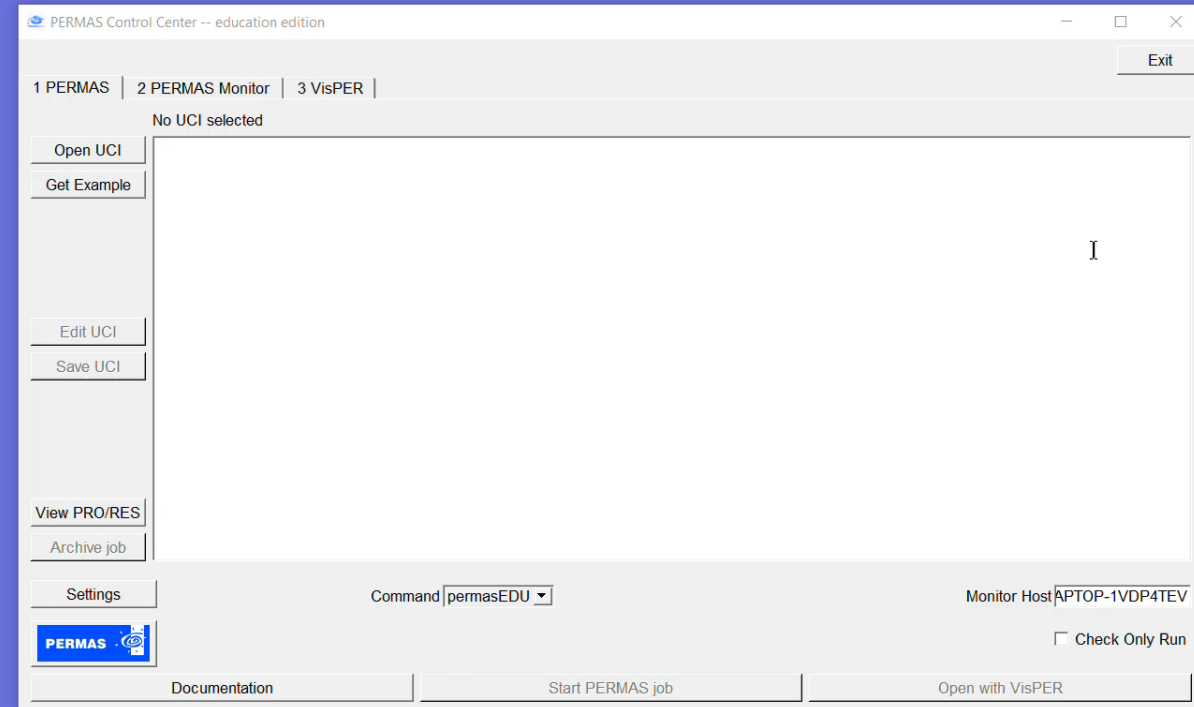 PERMAS Control Center -- education edition
Exit
1 PERMAS 2 PERMAS Monitor 3 VisPER
No UCI selected
Open UCI
Get Example
Edit UCI
Save UCI
View PRO/RES
Archive job
Settings Command permasEDU Monitor Host APTOP-1VDP4TEV
PERMAS Check Only Run
Documentation Start PERMAS job Open with VisPER